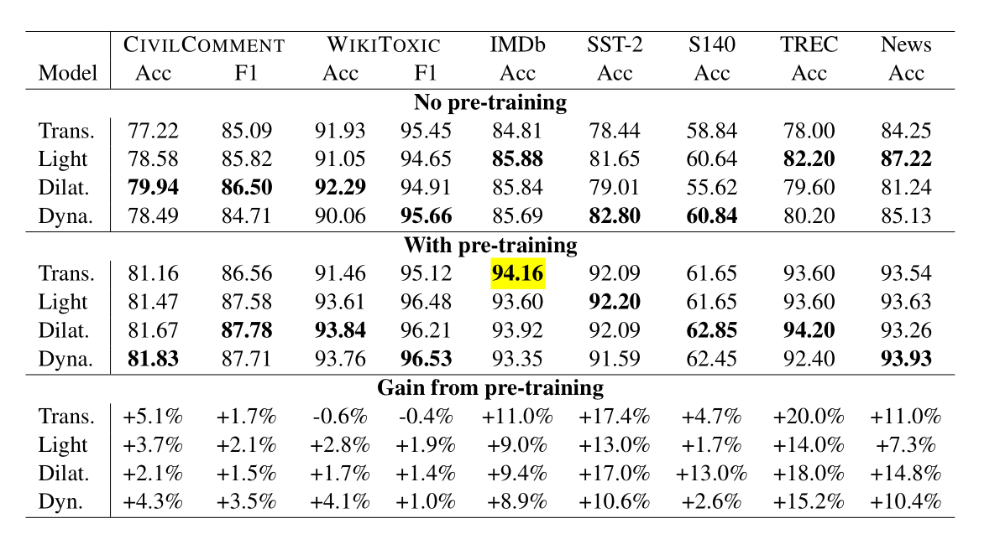 CIVILCOMMENT WIKITOXIC IMDb SST-2 S140 TREC News
Model Acc F1 Acc F1 Acc Acc Acc Acc Acc
No pre-training
Trans. 77.22 85.09 91.93 95.45 84.81 78.44 58.84 78.00 84.25
Light 78.58 85.82 91.05 94.65 85.88 81.65 60.64 82.20 87.22
Dilat. 79.94 86.50 92.29 94.91 85.84 79.01 55.62 79.60 81.24
Dyna. 78.49 84.71 90.06 95.66 85.69 82.80 60.84 80.20 85.13
With pre-training
Trans. 81.16 86.56 91.46 95.12 94.16 92.09 61.65 93.60 93.54
Light 81.47 87.58 93.61 96.48 93.60 92.20 61.65 93.60 93.63
Dilat. 81.67 87.78 93.84 96.21 93.92 92.09 62.85 94.20 93.26
Dyna. 81.83 87.71 93.76 96.53 93.35 91.59 62.45 92.40 93.93
Gain from pre-training
Trans. +5.1% +1.7% -0.6% -0.4% +11.0% +17.4% +4.7% +20.0% +11.0%
Light +3.7% +2.1% +2.8% +1.9% +9.0% +13.0% +1.7% +14.0% +7.3%
Dilat. +2.1% +1.5% +1.7% +1.4% +9.4% +17.0% +13.0% +18.0% +14.8%
Dyn. +4.3% +3.5% +4.1% +1.0% +8.9% +10.6% +2.6% +15.2% +10.4%